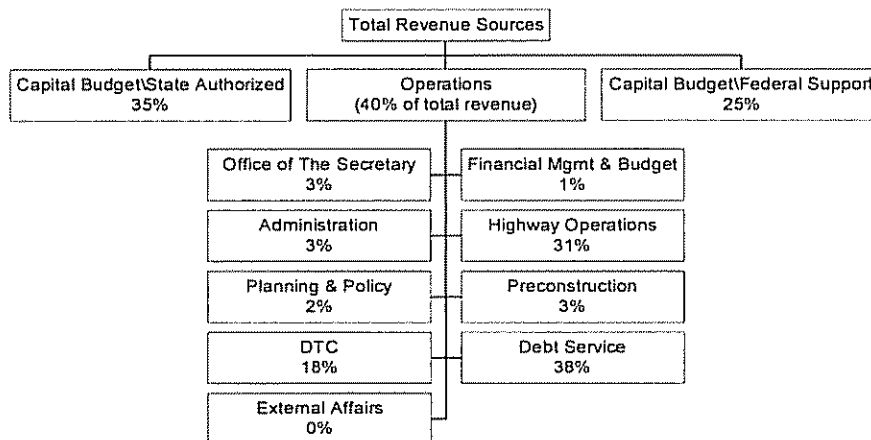 Total Revenue Sources
Capital Budget\State Authorized
35%
Operations
(40% of total revenue)
Capital Budget\Federal Support
25%
Office of The Secretary
3%
Financial Mgmt & Budget
1%
Administration
3%
Highway Operations
31%
Planning & Policy
2%
Preconstruction
3%
DTC
18%
Debt Service
38%
External Affairs
0%